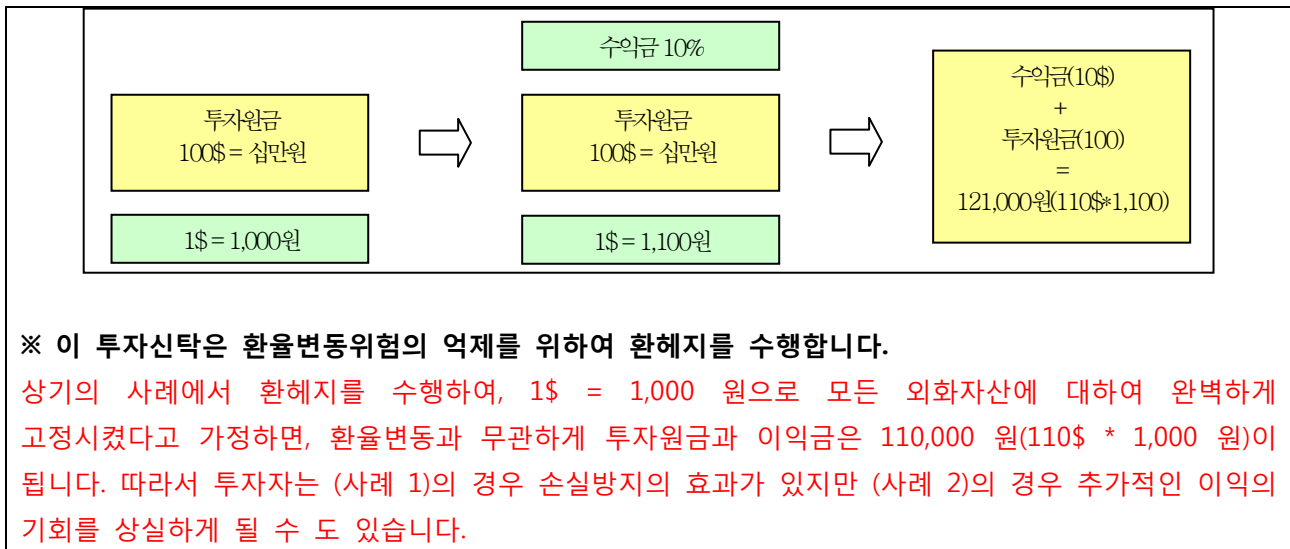 수익금 10%
투자원금
100$ = 십만원
1$ = 1,000원
투자원금
100$ = 십만원
1$ = 1,100원
수익금(10$)
+
투자원금(100)
=
121,000원(110$*1,100)
※ 이 투자신탁은 환율변동위험의 억제를 위하여 환헤지를 수행합니다.
상기의 사례에서 환헤지를 수행하여, 1$ = 1,000 원으로 모든 외화자산에 대하여 완벽하게
고정시켰다고 가정하면, 환율변동과 무관하게 투자원금과 이익금은 110,000 원(110$ * 1,000 원)이
됩니다. 따라서 투자자는 (사례 1)의 경우 손실방지의 효과가 있지만 (사례 2)의 경우 추가적인 이익의
기회를 상실하게 될 수 도 있습니다.